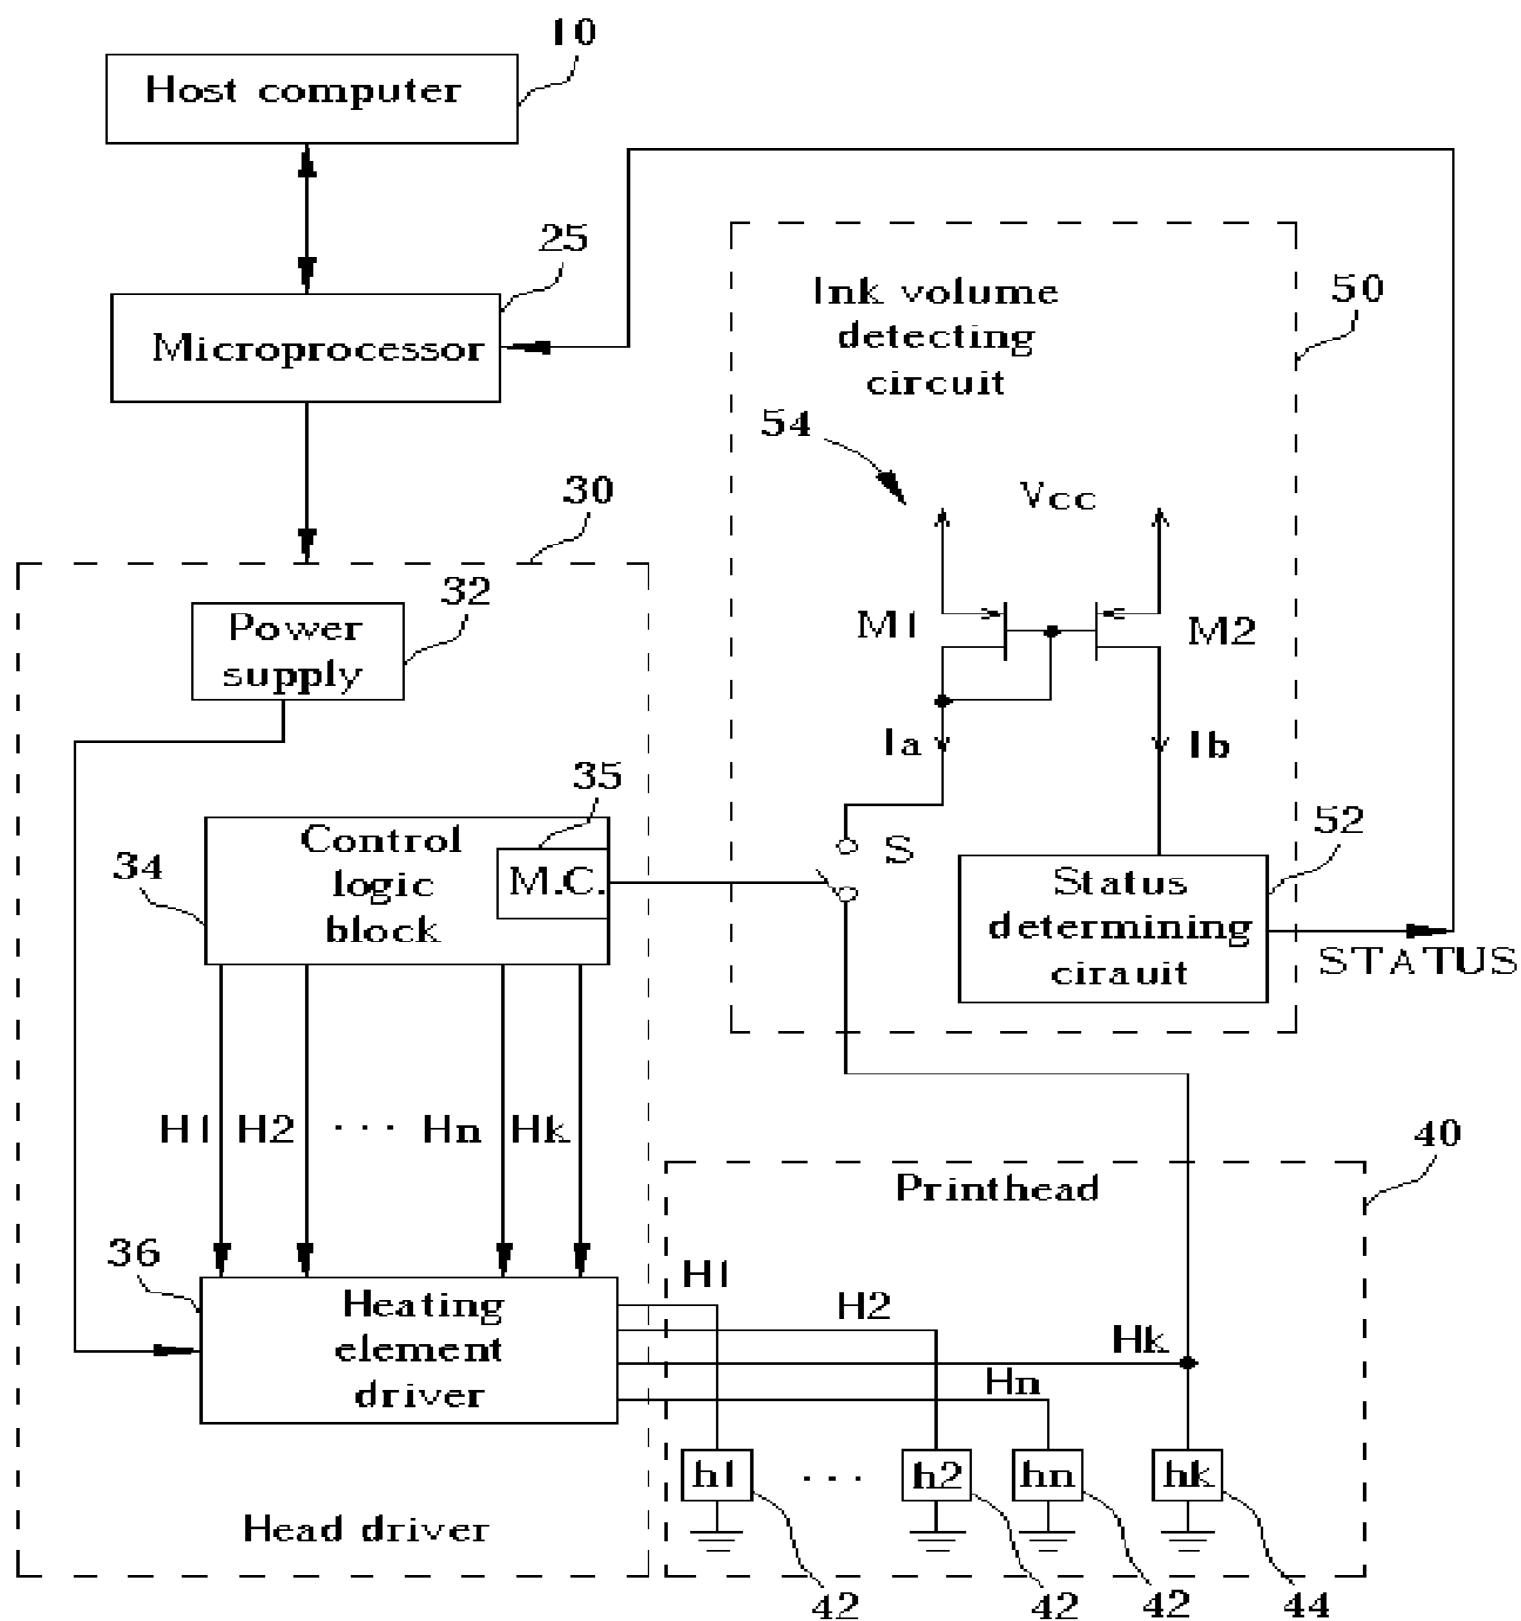 10
Host computer
25
Microprocessor
Ink volume
detecting
circuit
50
54
Vcc
30
32
Power
supply
M1
M2
Ia
Ib
35
Control
logic
block
M.C.
34
S
52
Status
determining
cirauit
STATUS
H1
H2
· · ·
Hn
Hk
40
Printhead
36
Heating
element
driver
H1
H2
Hk
Hn
h1
· · ·
h2
hn
hk
Head driver
42
42
42
44